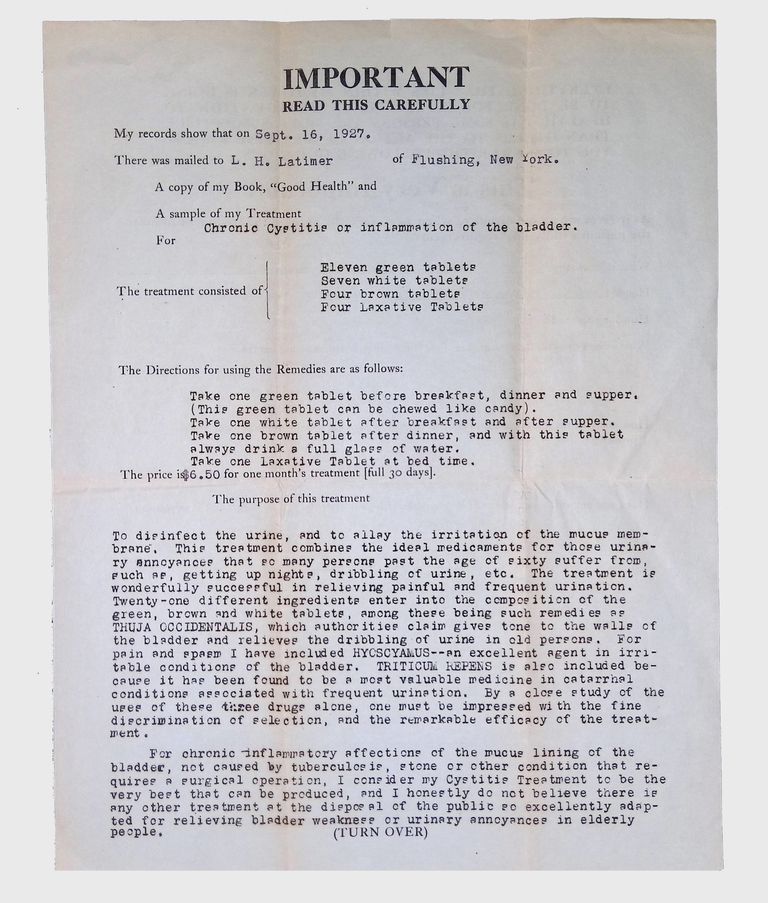 IMPORTANT
READ THIS CAREFULLY
My records show that on Sept. 16, 1927.
There was mailed to L. H. Latimer of Flushing, New York.
A copy of my Book, “Good Health” and
A sample of my Treatment
Chronic Cystitis or inflammation of the bladder.
For
The treatment consisted of
Eleven green tablets
Seven white tablets
Four brown tablets
Four Laxative Tablets
The Directions for using the Remedies are as follows:
Take one green tablet before breakfast, dinner and supper.
(This green tablet can be chewed like candy).
Take one white tablet after breakfast and after supper.
Take one brown tablet after dinner, and with this tablet
always drink a full glass of water.
Take one Laxative Tablet at bed time.
The price is $6.50 for one month's treatment [full 30 days].
The purpose of this treatment
To disinfect the urine, and to allay the irritation of the mucus mem-
brane. This treatment combines the ideal medicaments for those urina-
ry annoyances that so many persons past the age of sixty suffer from,
such as, getting up nights, dribbling of urine, etc. The treatment is
wonderfully successful in relieving painful and frequent urination.
Twenty-one different ingredients enter into the composition of the
green, brown and white tablets, among these being such remedies as
THUJA OCCIDENTALIS, which authorities claim gives tone to the walls of
the bladder and relieves the dribbling of urine in old persons. For
pain and spasm I have included HYOSCYAMUS--an excellent agent in irri-
table conditions of the bladder. TRITICUM REPENS is also included be-
cause it has been found to be a most valuable medicine in catarrhal
conditions associated with frequent urination. By a close study of the
uses of these three drugs alone, one must be impressed with the fine
discrimination of selection, and the remarkable efficacy of the treat-
ment.
For chronic inflammatory affections of the mucus lining of the
bladder, not caused by tuberculosis, stone or other condition that re-
quires a surgical operation, I consider my Cystitis Treatment to be the
very best that can be produced, and I honestly do not believe there is
any other treatment at the disposal of the public so excellently adap-
ted for relieving bladder weakness or urinary annoyances in elderly
people. (TURN OVER)